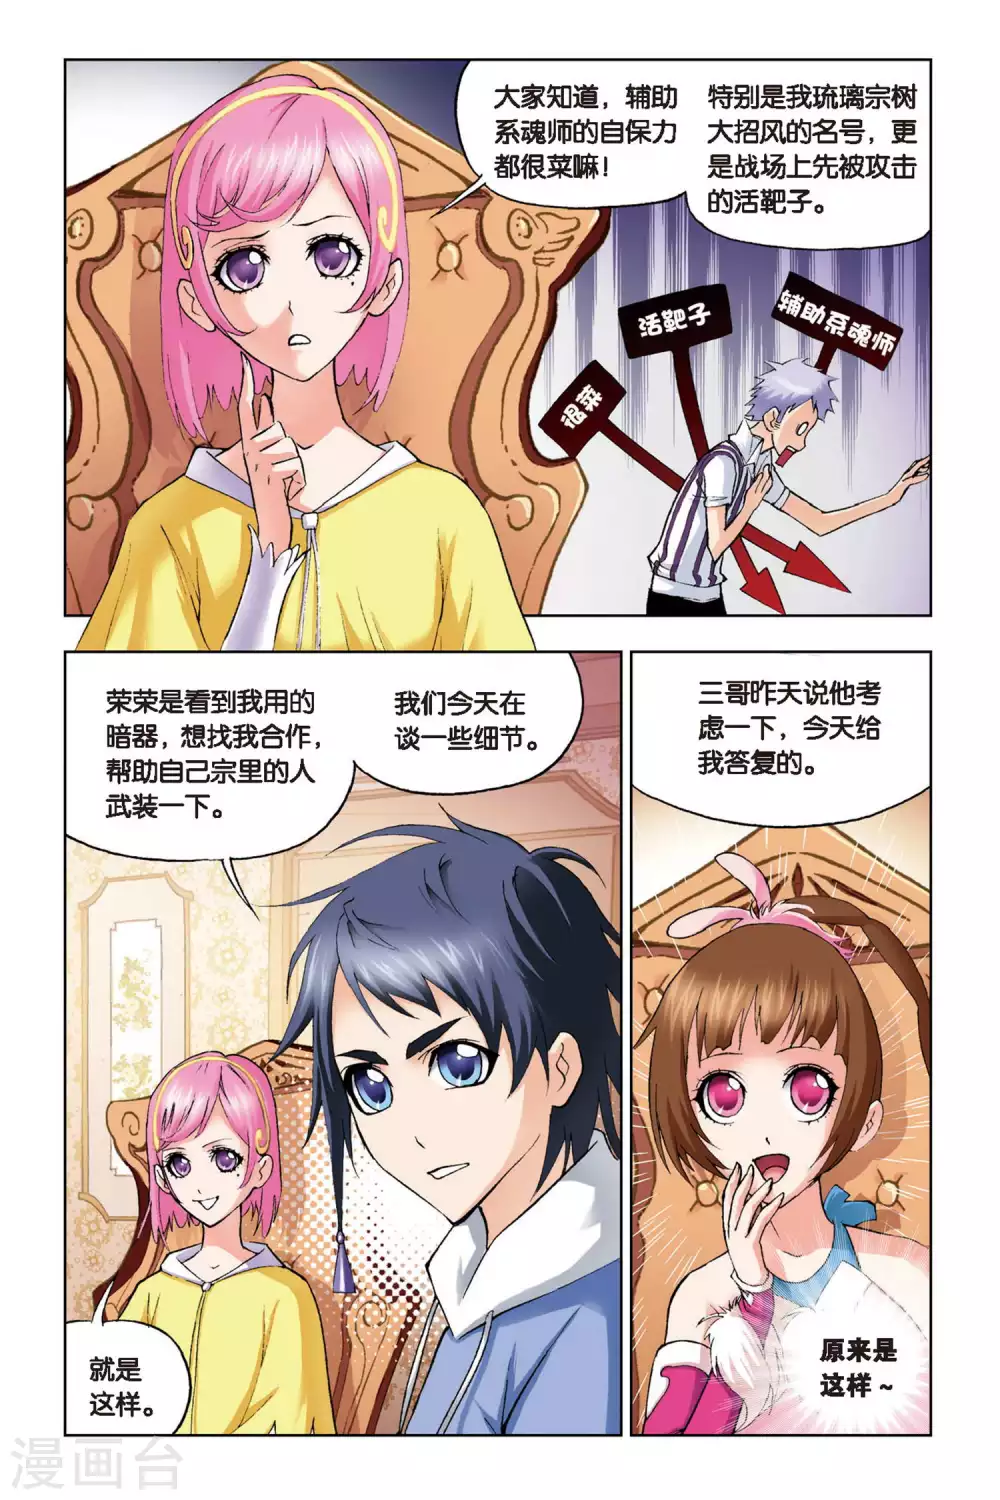 大家知道，辅助
系魂师的自保力
都很菜嘛！
特别是我琉璃宗树
大招风的名号，更
是战场上先被攻击
的活靶子。
很菜
活靶子
辅助系魂师
荣荣是看到我用的
暗器，想找我合作，
帮助自己宗里的人
武装一下。
我们今天在
谈一些细节。
就是
这样。
三哥昨天说他考
虑一下，今天给
我答复的。
原来是
这样~
漫画台